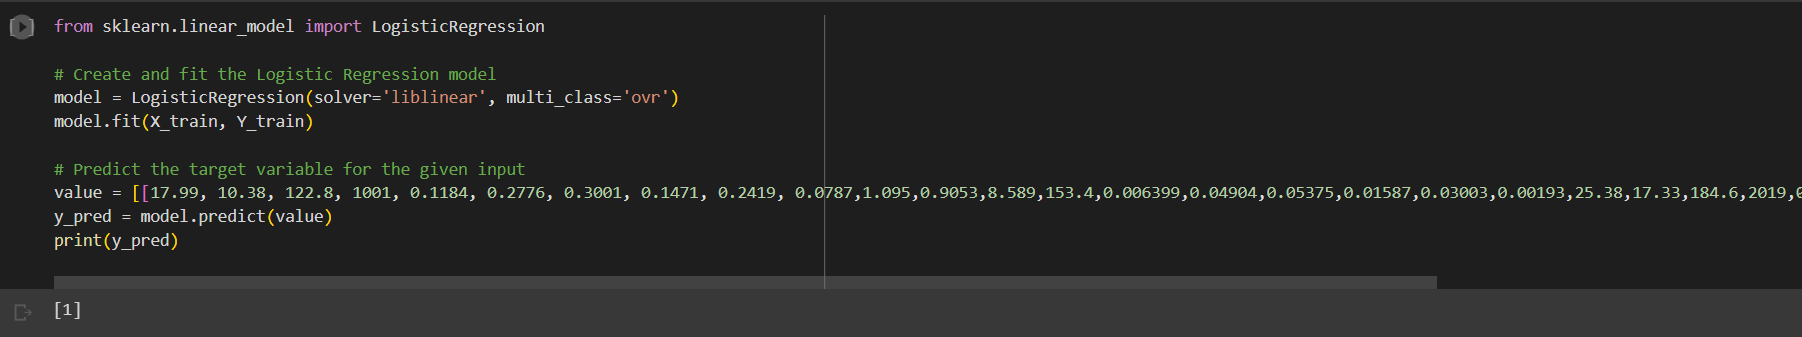 from sklearn.linear_model import LogisticRegression
# Create and fit the Logistic Regression model
model = LogisticRegression(solver='liblinear', multi_class='ovr')
model.fit(X_train, Y_train)
# Predict the target variable for the given input
value = [[17.99, 10.38, 122.8, 1001, 0.1184, 0.2776, 0.3001, 0.1471, 0.2419, 0.0787,1.095,0.9053,8.589,153.4,0.006399,0.04904,0.05375,0.01587,0.03003,0.00193,25.38,17.33,184.6,2019,
y_pred = model.predict(value)
print(y_pred)
[1]